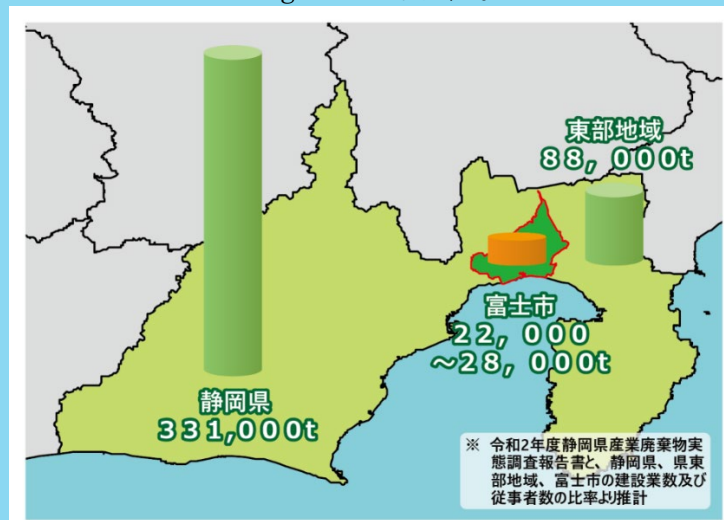 東部地域
88,000t
富士市
22,000
～28,000t
静岡県
331,000t
※ 令和2年度静岡県産業廃棄物実
態調査報告書と、静岡県、県東
部地域、富士市の建設業数及び
従事者数の比率より推計